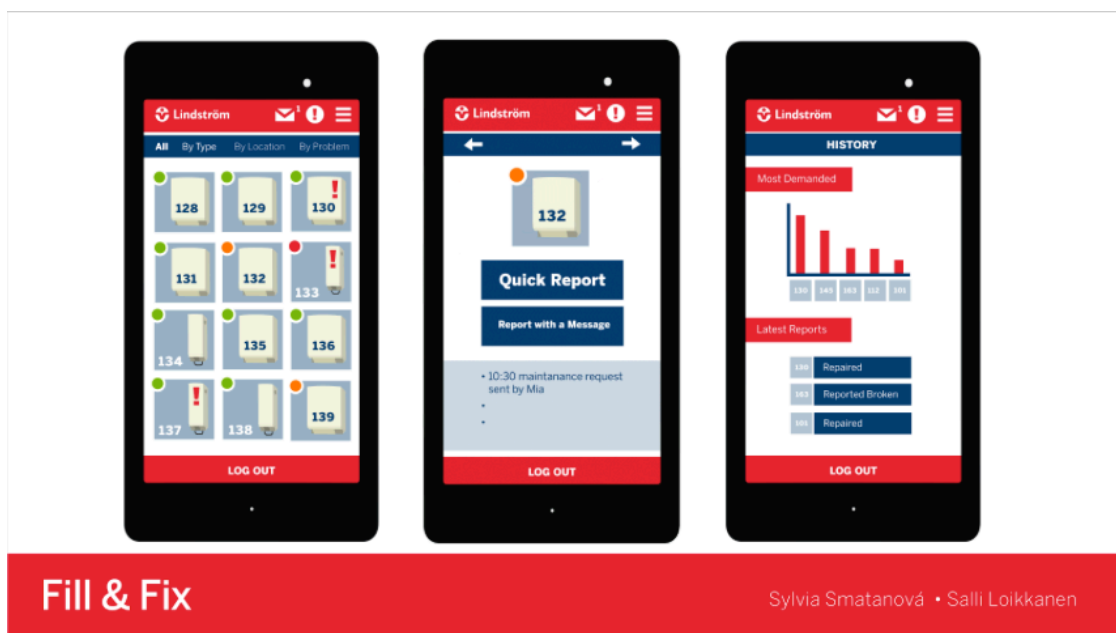 Lindström 1 !
All By Type By Location By Problem
128 129 130 !
131 132 133 !
134 135 136
137 ! 138 139
LOG OUT
Lindström 1 !
132
Quick Report
Report with a Message
• 10:30 maintanance request
sent by Mia
•
•
LOG OUT
Lindström 1 !
HISTORY
Most Demanded
130 145 163 112 101
Latest Reports
130 Repaired
163 Reported Broken
101 Repaired
LOG OUT
Fill & Fix
Sylvia Smatanová • Salli Loikkanen